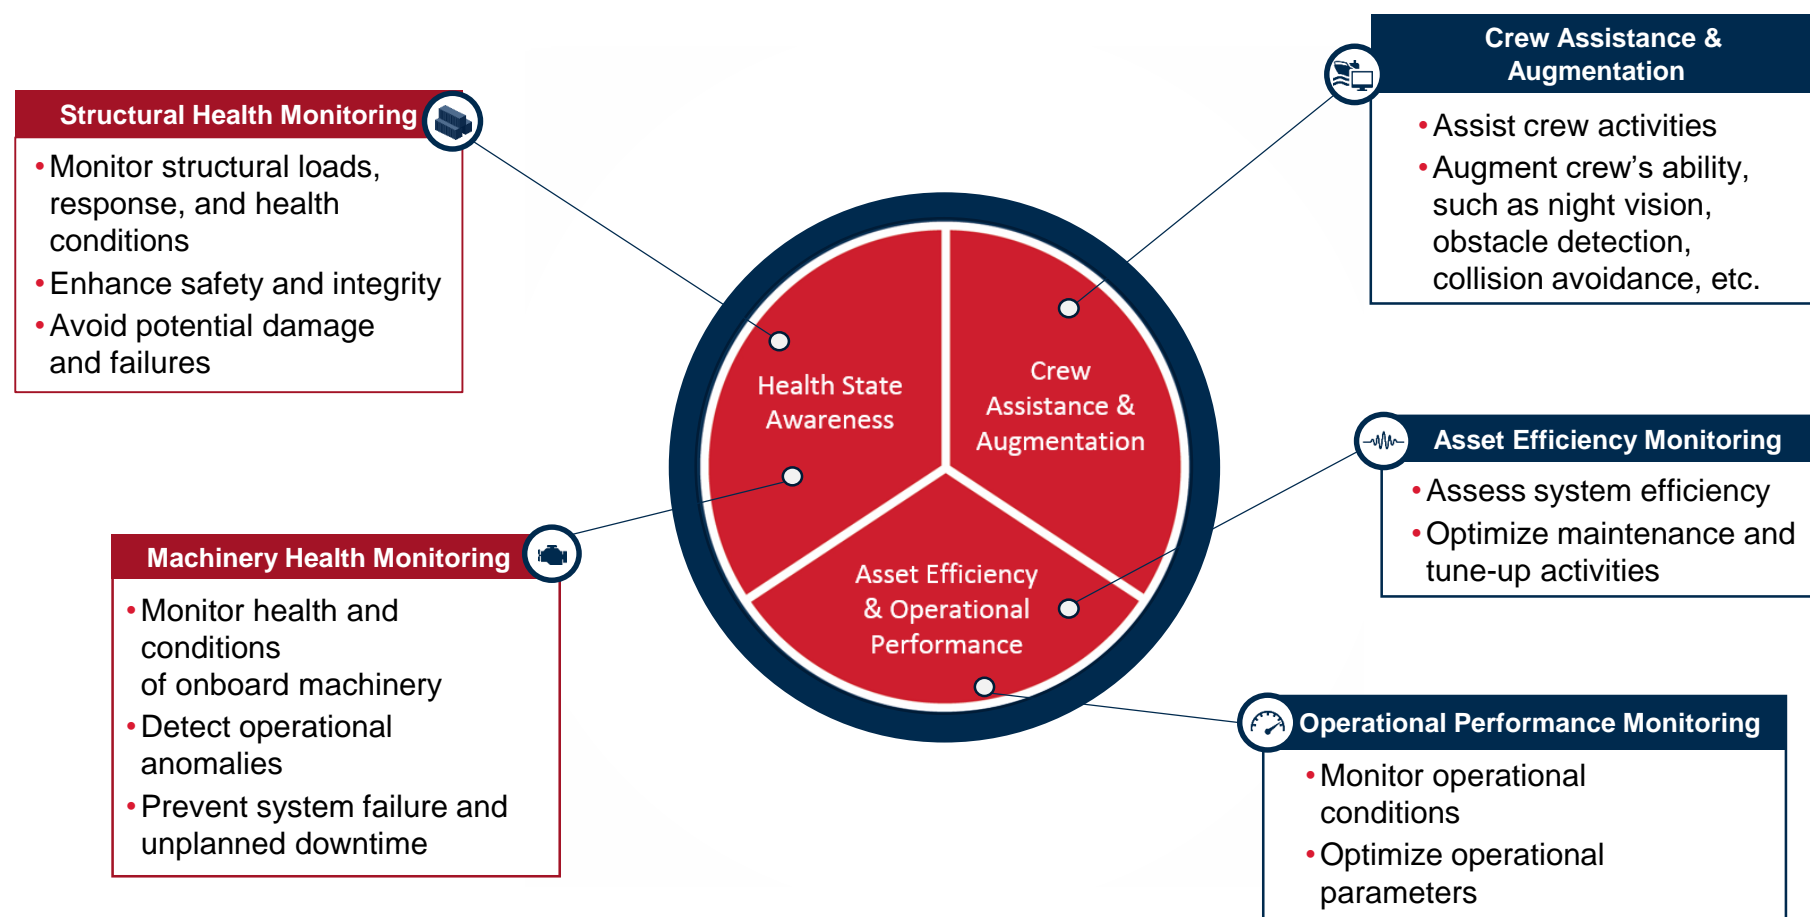 Structural Health Monitoring
•Monitor structural loads,
response, and health
conditions
•Enhance safety and integrity
•Avoid potential damage
and failures
Machinery Health Monitoring
•Monitor health and
conditions
of onboard machinery
•Detect operational
anomalies
•Prevent system failure and
unplanned downtime
Health State
Awareness
Crew
Assistance &
Augmentation
Asset Efficiency
& Operational
Performance
Crew Assistance &
Augmentation
•Assist crew activities
•Augment crew’s ability,
such as night vision,
obstacle detection,
collision avoidance, etc.
Asset Efficiency Monitoring
•Assess system efficiency
•Optimize maintenance and
tune-up activities
Operational Performance Monitoring
•Monitor operational
conditions
•Optimize operational
parameters